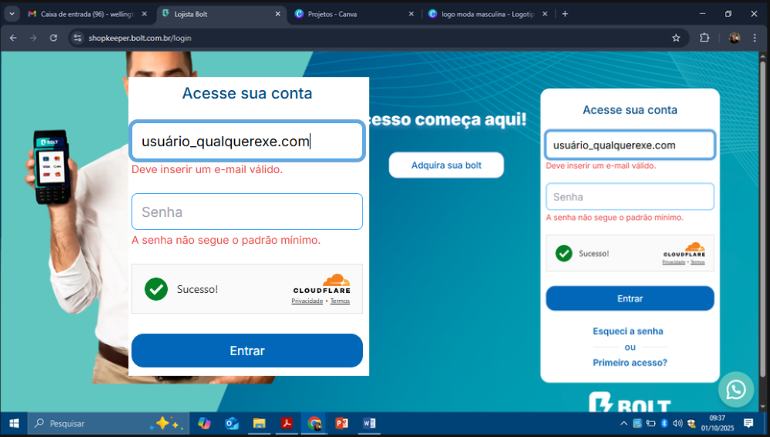 Caixa de entrada (96) - wellingt
Lojista Bolt
Projetos - Canva
logo moda masculina - Logotip
shopkeeper.bolt.com.br/login
Acesse sua conta
usuário_qualquerexe.com
Deve inserir um e-mail válido.
Senha
A senha não segue o padrão mínimo.
Sucesso!
CLOUDFLARE
Privacidade • Termos
Entrar
BOLT
cesso começa aqui!
Adquira sua bolt
Acesse sua conta
usuário_qualquerexe.com
Deve inserir um e-mail válido.
Senha
A senha não segue o padrão mínimo.
Sucesso!
CLOUDFLARE
Privacidade • Termos
Entrar
Esqueci a senha
ou
Primeiro acesso?
BOLT
Pesquisar
09:37
01/10/2025